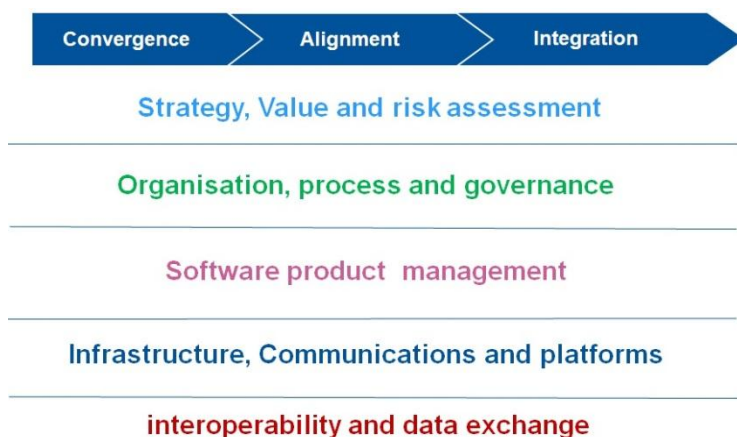 Convergence Alignment Integration
Strategy, Value and risk assessment
Organisation, process and governance
Software product management
Infrastructure, Communications and platforms
interoperability and data exchange